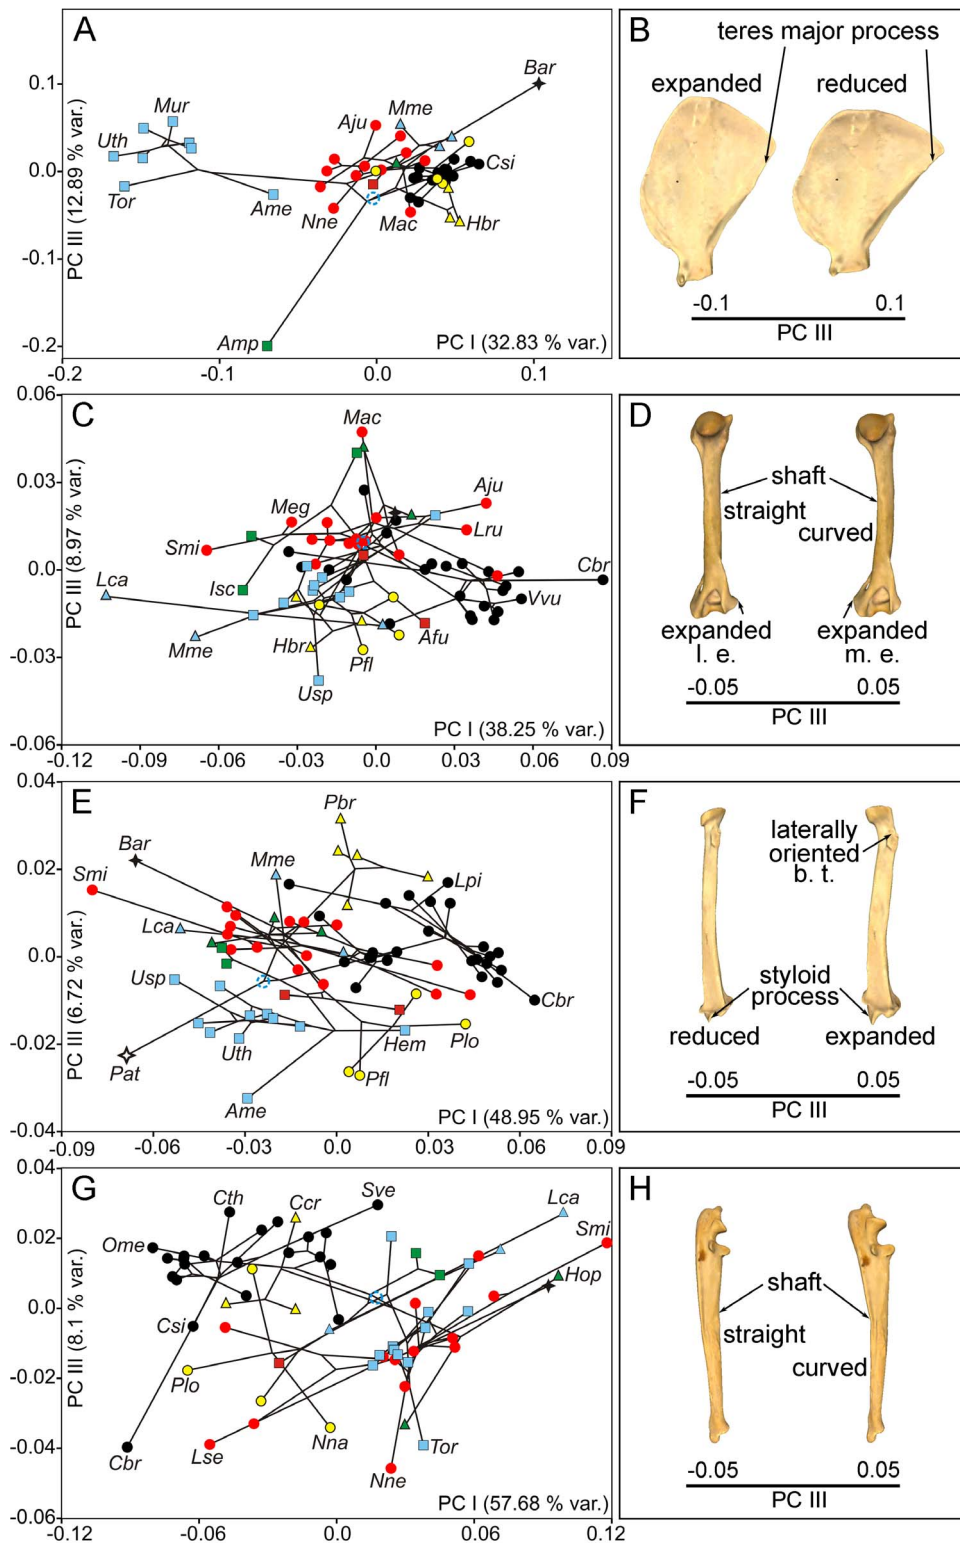 A
Bar
0.1
Mur
Mme
Aju
Uth
Csi
0.0
Tor
Ame
Nne
Mac
Hbr
PC III (12.89 % var.)
-0.1
-0.2
Amp
PC I (32.83 % var.)
-0.2
-0.1
0.0
0.1
B
teres major process
expanded
reduced
-0.1
0.1
PC III
0.06
C
Mac
PC III (8.97 % var.)
0.03
Meg
Aju
Lru
Smi
0.0
Cbr
Lca
Isc
Vvu
Mme
Hbr
Pfl
Afu
-0.03
Usp
PC I (38.25 % var.)
-0.06
-0.12
-0.09
-0.06
-0.03
0.0
0.03
0.06
0.09
D
shaft
straight
curved
expanded
l. e.
expanded
m. e.
-0.05
0.05
PC III
0.04
E
Pbr
Bar
Mme
Smi
0.02
Lpi
Lca
PC III (6.72 % var.)
0.0
Usp
Cbr
-0.02
Uth
Hem
Plo
Pat
Pfl
Ame
PC I (48.95 % var.)
-0.04
-0.09
-0.06
-0.03
0.0
0.03
0.06
0.09
F
laterally
oriented
b. t.
styloid
process
reduced
expanded
-0.05
0.05
PC III
0.04
G
Cth
Ccr
Sve
Lca
Smi
Ome
0.02
Hop
PC III (8.1 % var.)
0.0
Csi
-0.02
Plo
Nna
Tor
-0.04
Cbr
Lse
Nne
PC I (57.68 % var.)
-0.06
-0.12
-0.06
0.0
0.06
0.12
H
shaft
straight
curved
-0.05
0.05
PC III